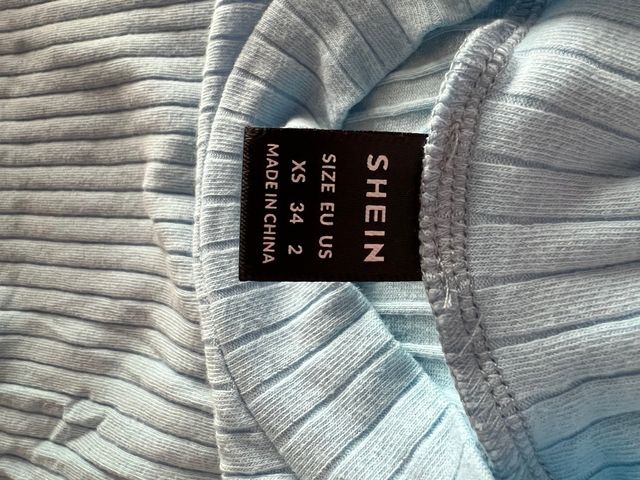 SHEIN
SIZE EU US
XS 34 2
MADE IN CHINA